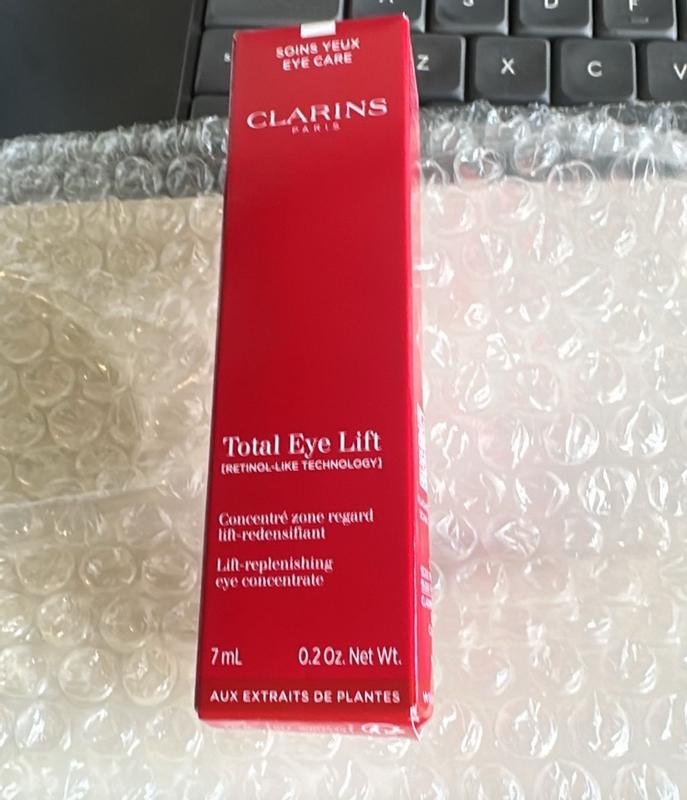 S D F
Z X C V
SOINS YEUX
EYE CARE
CLARINS
PARIS
Total Eye Lift
[RETINOL-LIKE TECHNOLOGY]
Concentré zone regard
lift-redensifiant
Lift-replenishing
eye concentrate
7 mL 0.2 Oz. Net Wt.
AUX EXTRAITS DE PLANTES